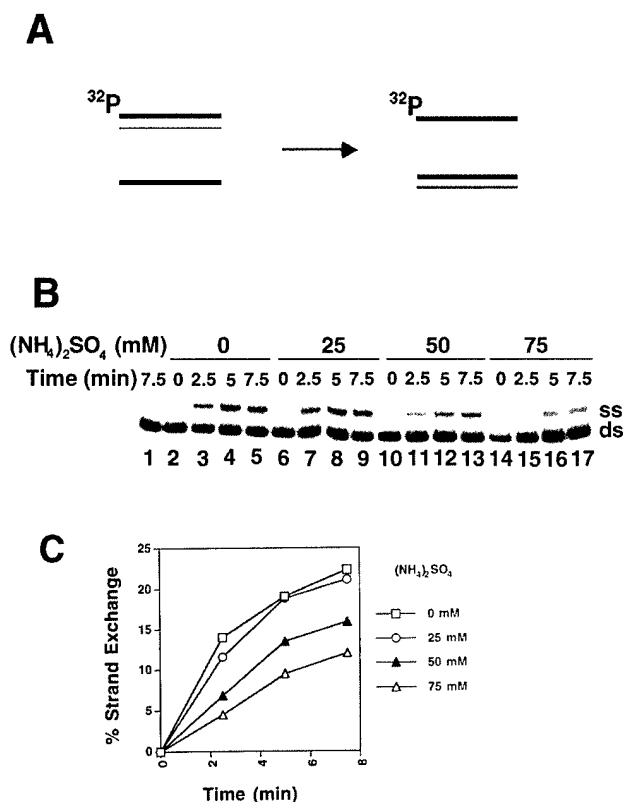 A
32P 32P
B
(NH4)2SO4 (mM) 0 25 50 75
Time (min) 7.5 0 2.5 5 7.5 0 2.5 5 7.5 0 2.5 5 7.5 0 2.5 5 7.5
ss
ds
1 2 3 4 5 6 7 8 9 10 11 12 13 14 15 16 17
C
25
20
15
10
5
0
% Strand Exchange
0 2 4 6 8
Time (min)
(NH4)2SO4
0 mM
25 mM
50 mM
75 mM